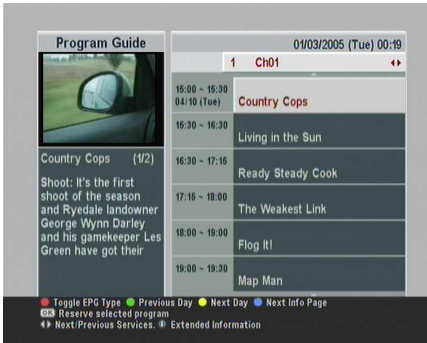 Program Guide
01/03/2005 (Tue) 00:19
1 Ch01
15:00 ~ 15:30
04/10 (Tue)
Country Cops
15:30 ~ 16:30
Living in the Sun
16:30 ~ 17:15
Ready Steady Cook
17:15 ~ 18:00
The Weakest Link
18:00 ~ 19:00
Flog It!
19:00 ~ 19:30
Map Man
Country Cops (1/2)
Shoot: It's the first
shoot of the season
and Ryedale landowner
George Wynn Darley
and his gamekeeper Les
Green have got their
Toggle EPG Type Previous Day Next Day Next Info Page
OK Reserve selected program
Next/Previous Services. i Extended Information